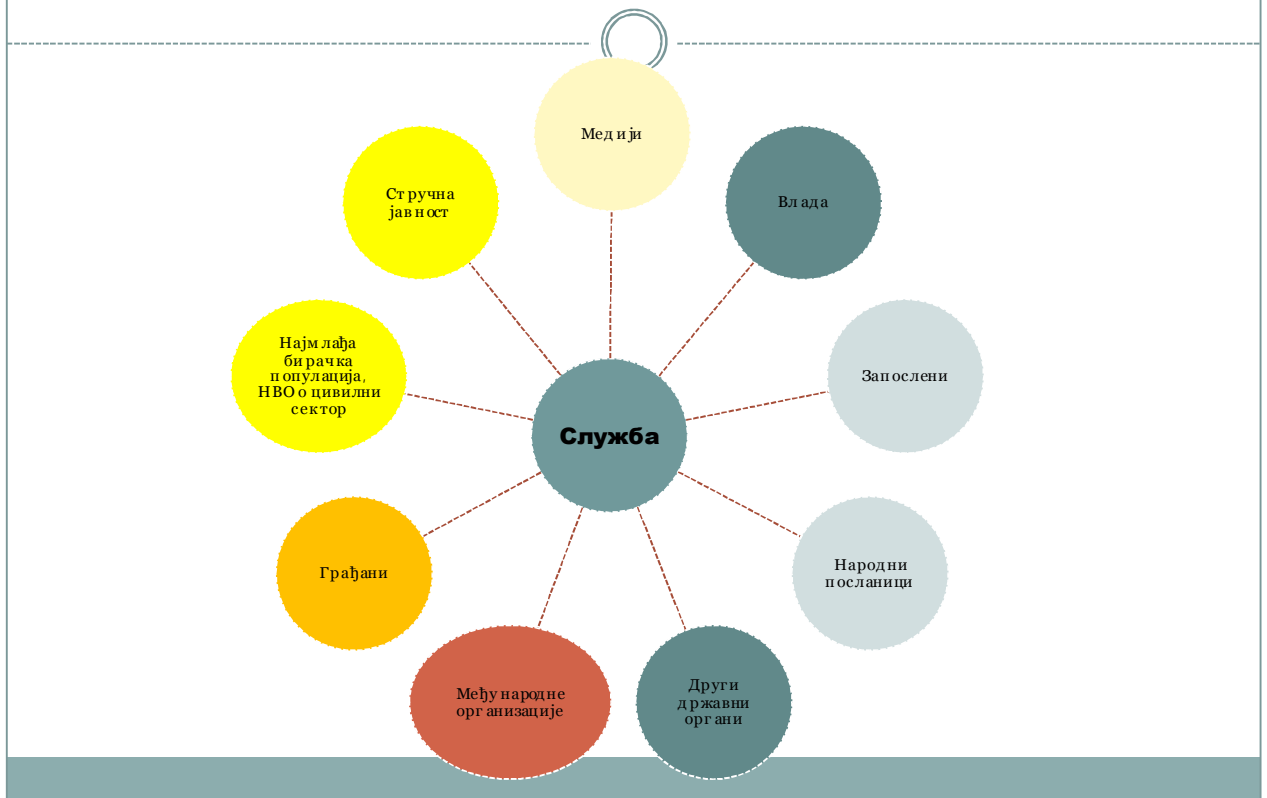 Медији
Стручна
јавност
Влада
Најмлађа
бирачка
популација,
НВО о цивилни
сектор
Запослени
Служба
Грађани
Народни
посланици
Међународне
организације
Други
државни
органи